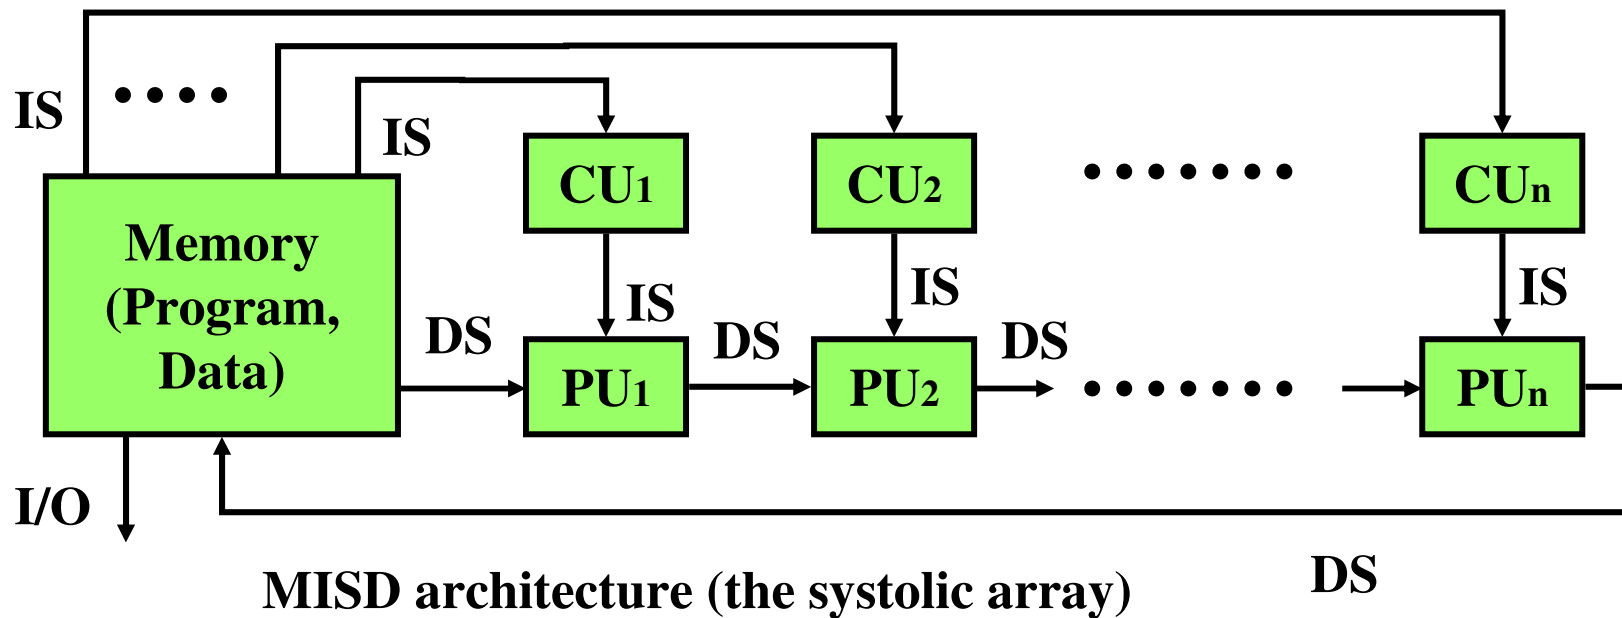 IS
IS
CU1
CU2
CUn
Memory
(Program,
Data)
IS
IS
IS
DS
DS
DS
PU1
PU2
PUn
I/O
MISD architecture (the systolic array)
DS